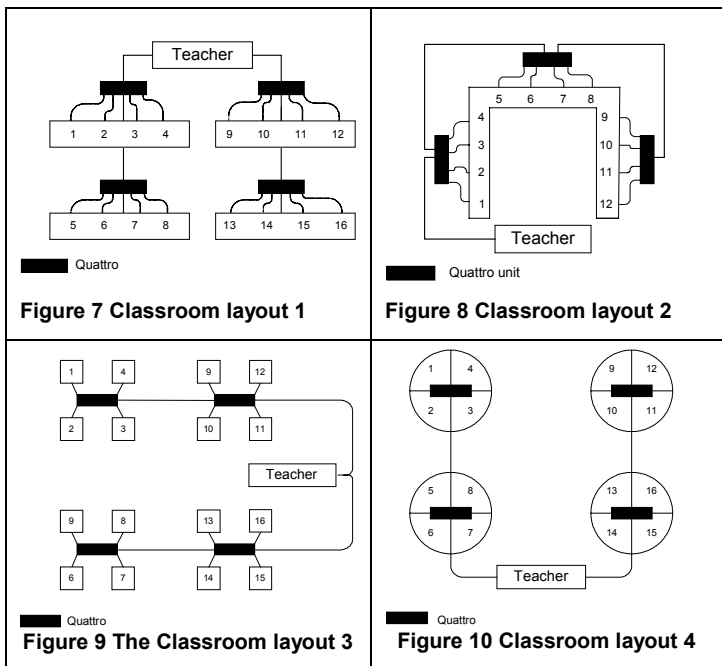 Teacher
1 2 3 4
9 10 11 12
5 6 7 8
13 14 15 16
Quattro
Figure 7 Classroom layout 1
5 6 7 8
4 9
3 10
2 11
1 12
Teacher
Quattro unit
Figure 8 Classroom layout 2
1 4 9 12
2 3 10 11
Teacher
9 8 13 16
6 7 14 15
Quattro
Figure 9 The Classroom layout 3
1 4 9 12
2 3 10 11
5 8 13 16
6 7 14 15
Teacher
Quattro
Figure 10 Classroom layout 4